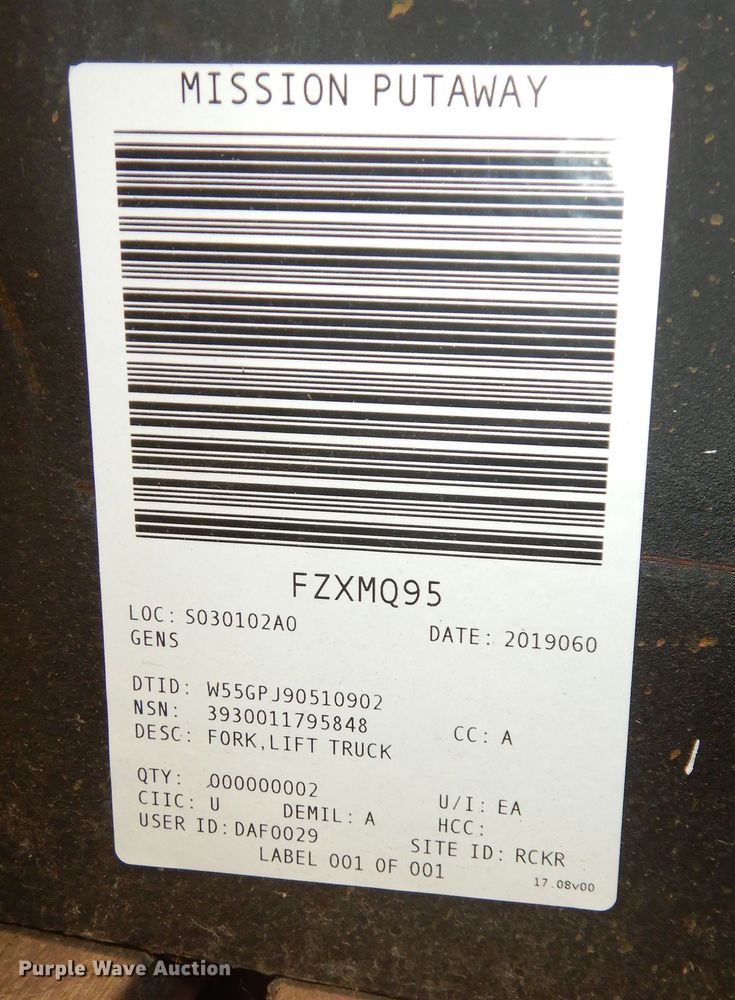 MISSION PUTAWAY
FZXMQ95
LOC: S030102A0
GENS
DATE: 2019060
DTID: W55GPJ90510902
NSN: 3930011795848
CC: A
DESC: FORK,LIFT TRUCK
QTY: 000000002
U/I: EA
CIIC: U
DEMIL: A
HCC:
USER ID: DAF0029
SITE ID: RCKR
LABEL 001 OF 001
17.08v00
Purple Wave Auction